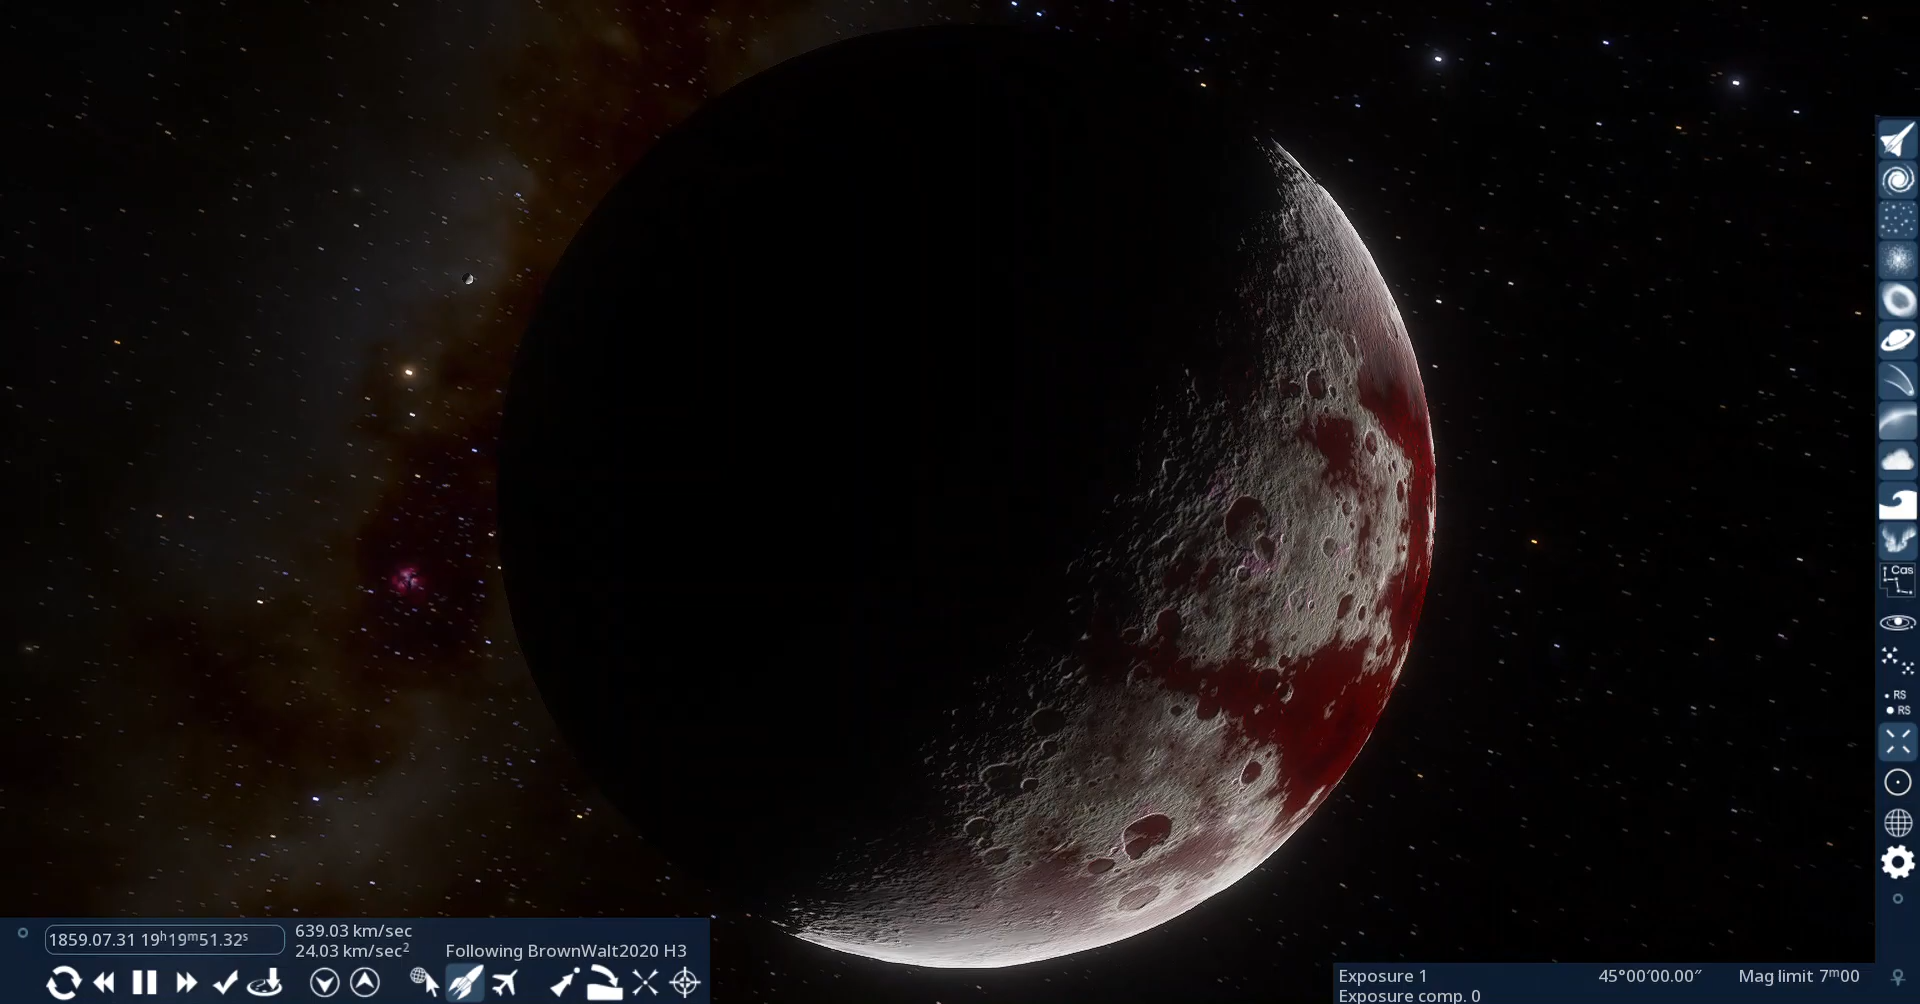 Cas
RS
RS
1859.07.31 19ʰ19ᵐ51.32ˢ
639.03 km/sec
24.03 km/sec²
Following BrownWalt2020 H3
Exposure 1
45°00′00.00″
Mag limit 7ᵐ00
Exposure comp. 0